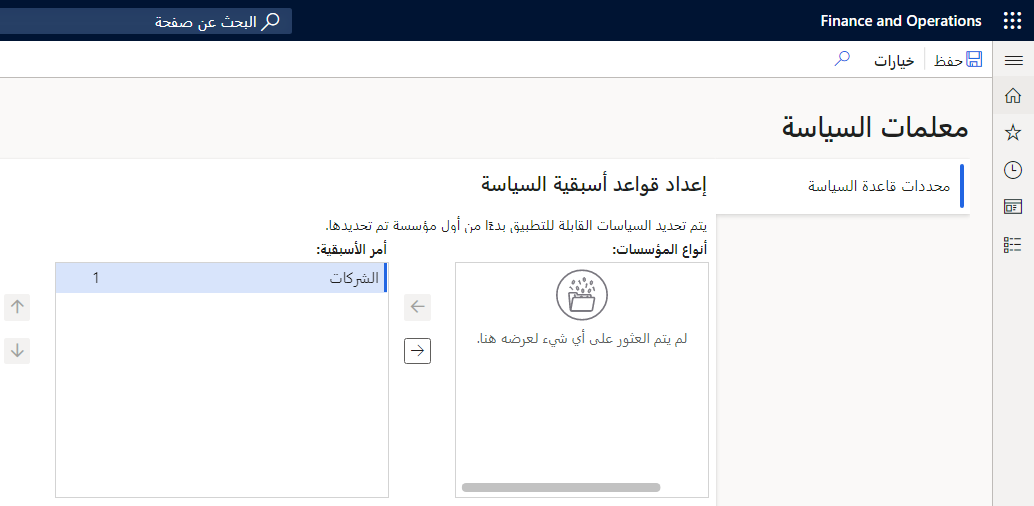 Finance and Operations
البحث عن صفحة
حفظ
خيارات
معلمات السياسة
محددات قاعدة السياسة
إعداد قواعد أسبقية السياسة
يتم تحديد السياسات القابلة للتطبيق بدءًا من أول مؤسسة تم تحديدها.
أنواع المؤسسات:
أمر الأسبقية:
لم يتم العثور على أي شيء لعرضه هنا.
الشركات 1